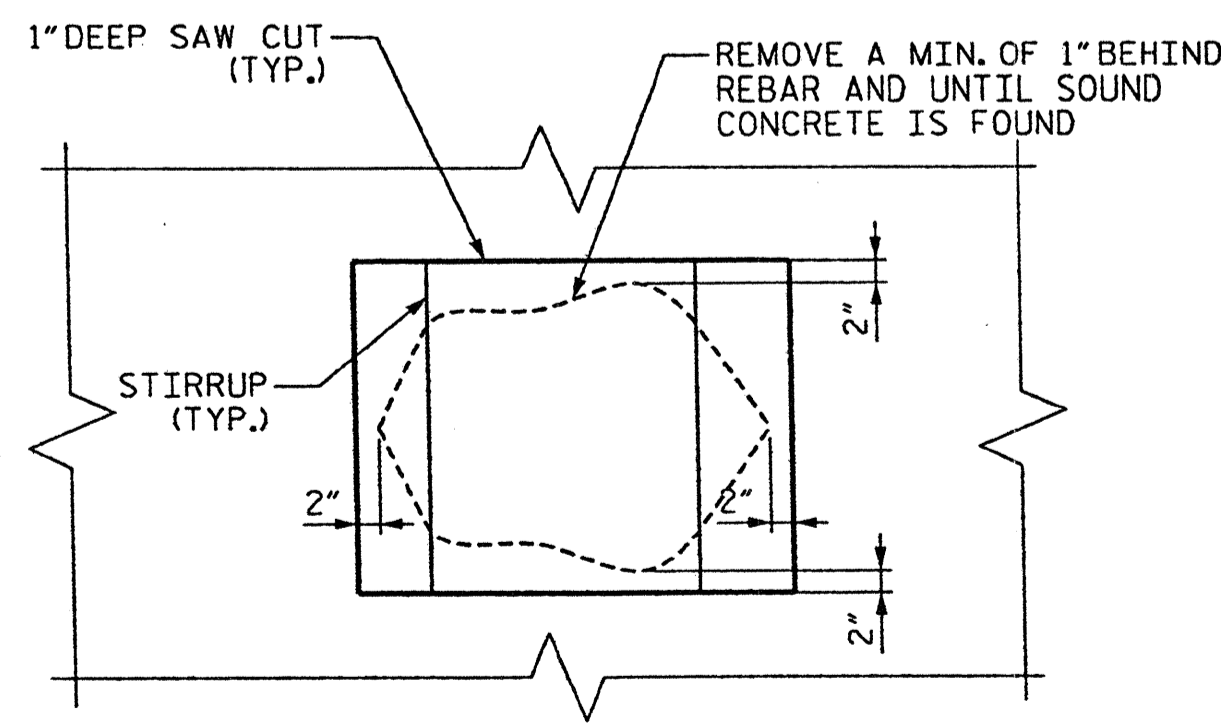 1" DEEP SAW CUT
(TYP.)
REMOVE A MIN. OF 1" BEHIND
REBAR AND UNTIL SOUND
CONCRETE IS FOUND
2"
STIRRUP
(TYP.)
2"
2"
2"